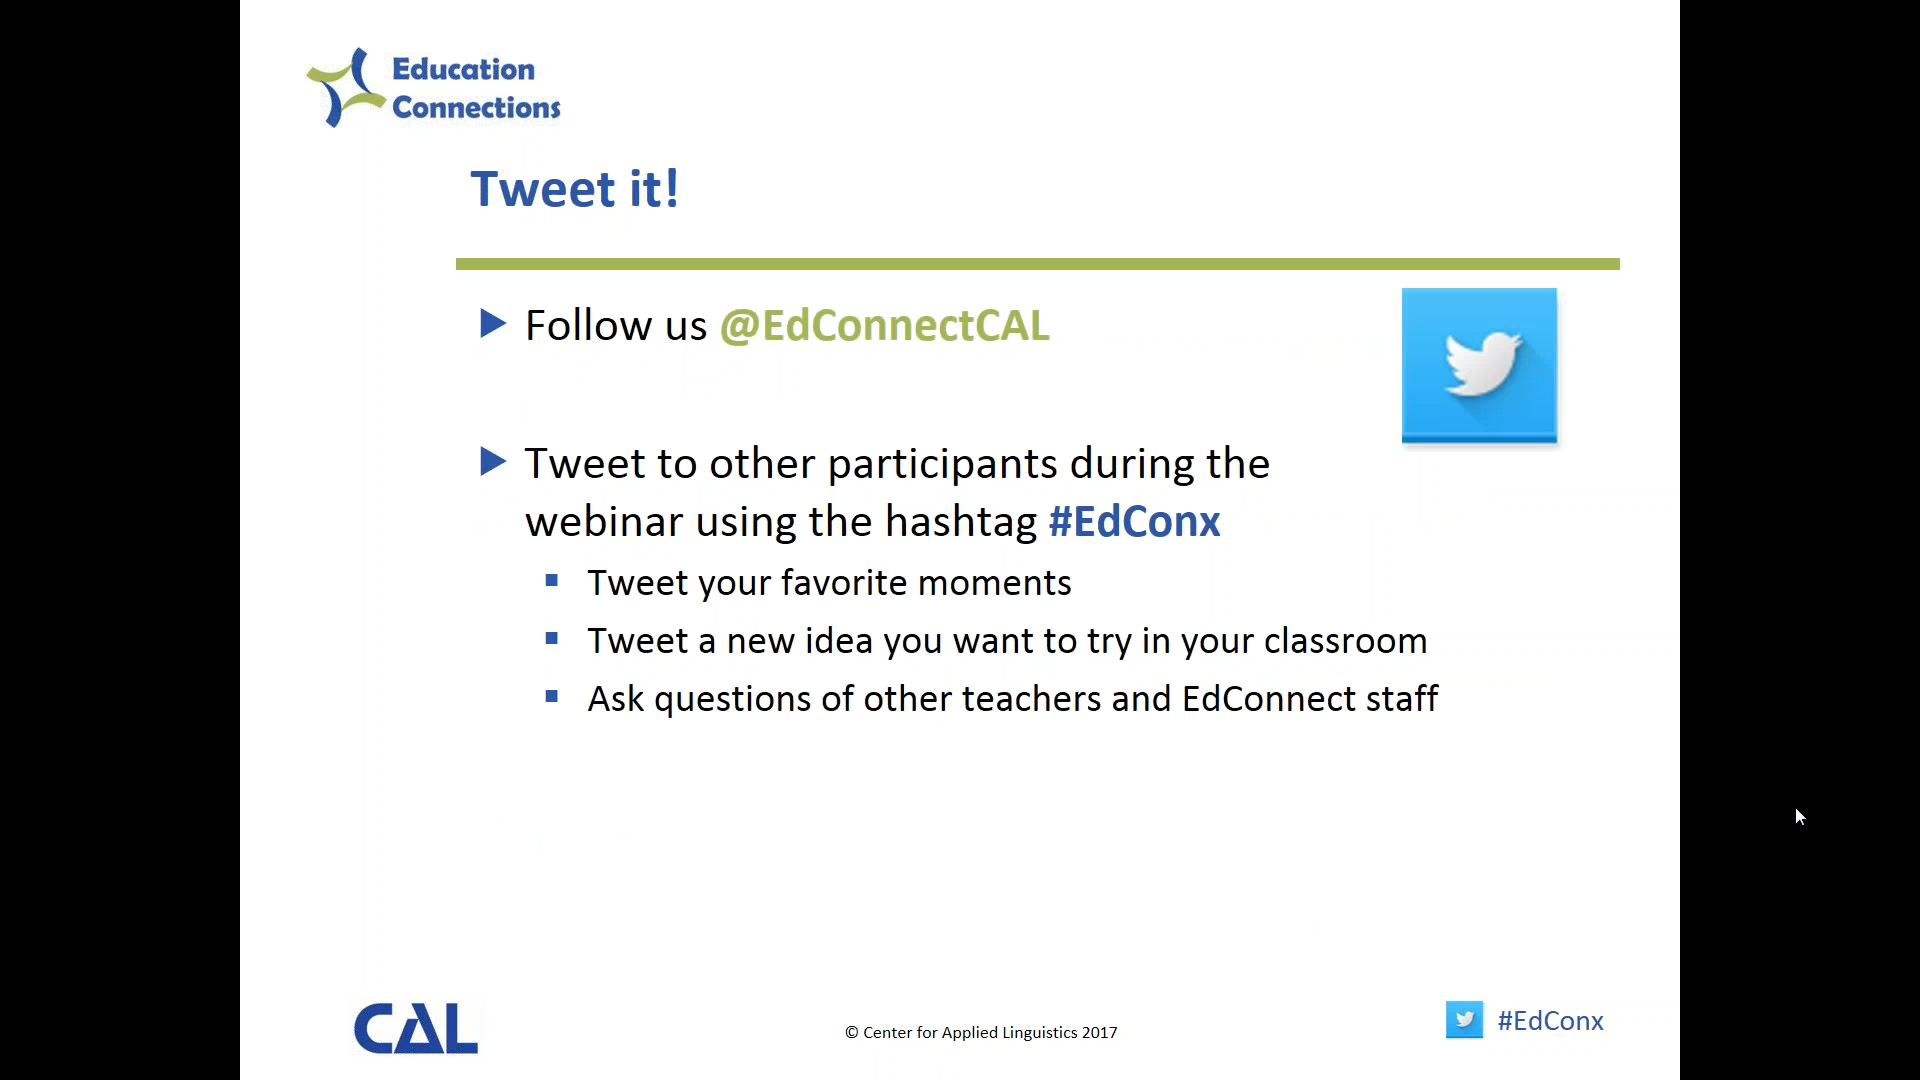 Education
Connections
Tweet it!
Follow us @EdConnectCAL
Tweet to other participants during the
webinar using the hashtag #EdConx
Tweet your favorite moments
Tweet a new idea you want to try in your classroom
Ask questions of other teachers and EdConnect staff
CAL
© Center for Applied Linguistics 2017
#EdConx